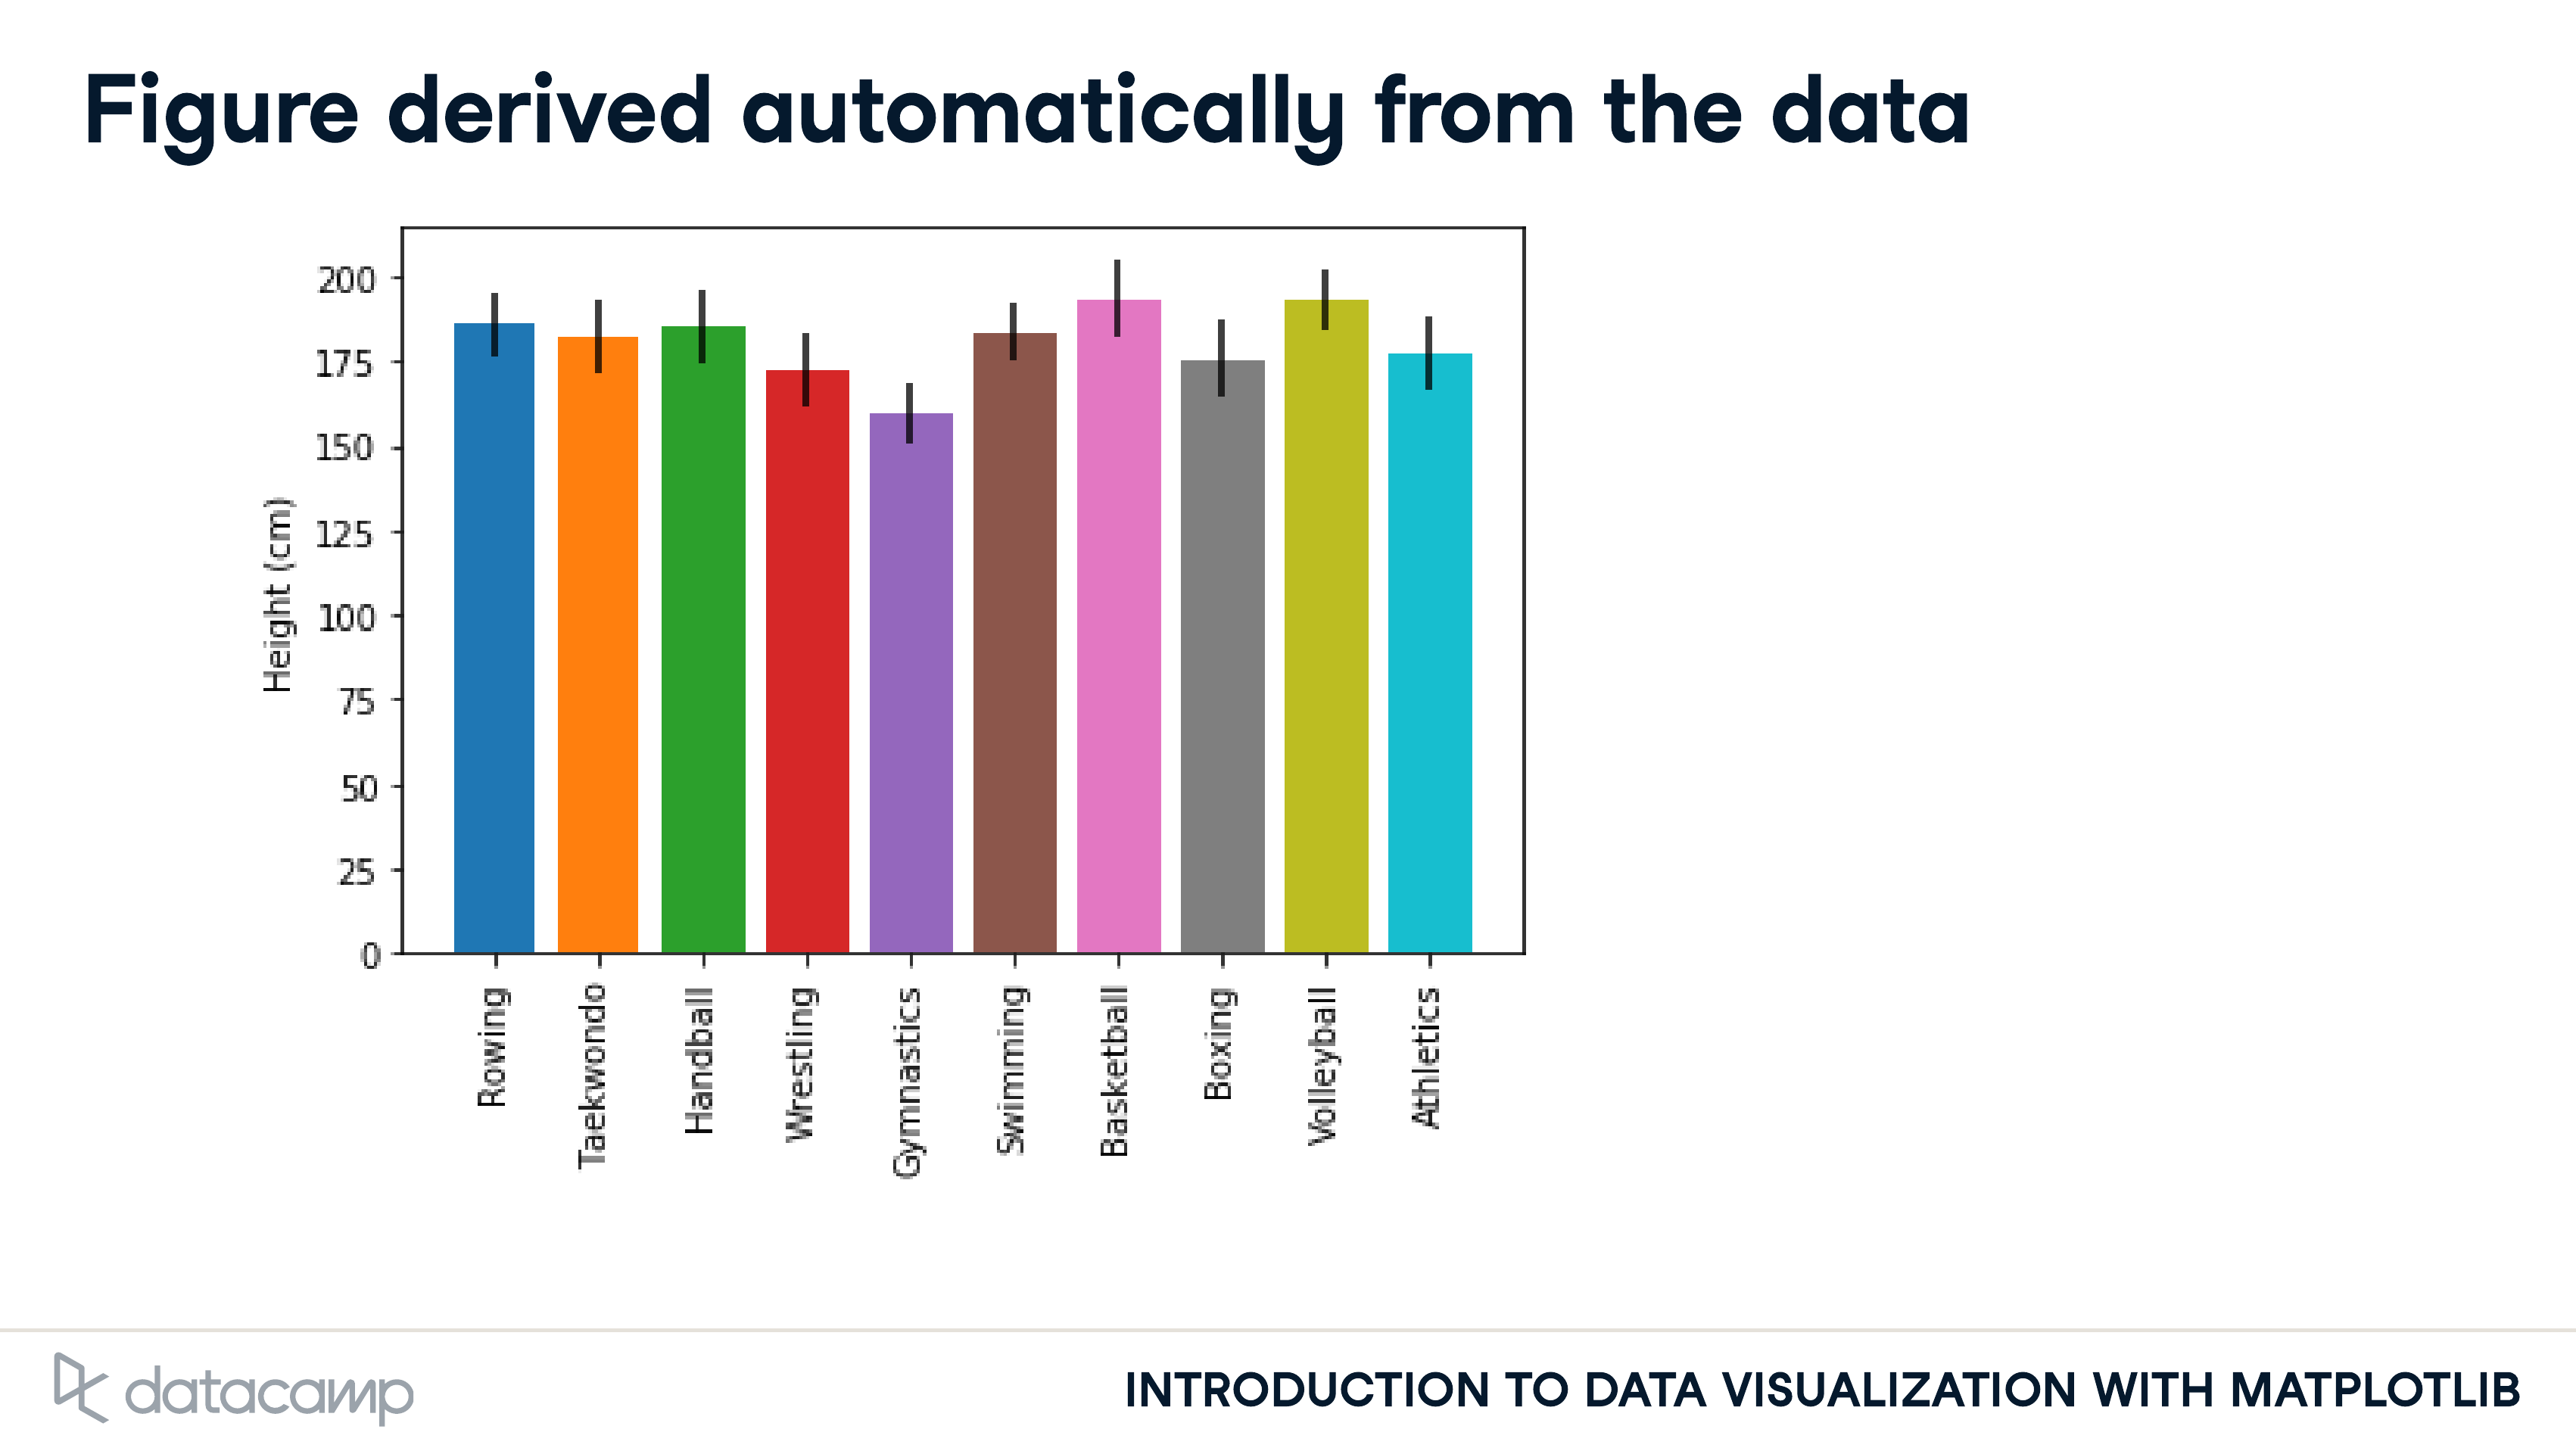 Figure derived automatically from the data
200
175
150
125
100
75
50
25
0
Height (cm)
Rowing
Taekwondo
Handball
Wrestling
Gymnastics
Swimming
Basketball
Boxing
Volleyball
Athletics
datacamp
INTRODUCTION TO DATA VISUALIZATION WITH MATPLOTLIB